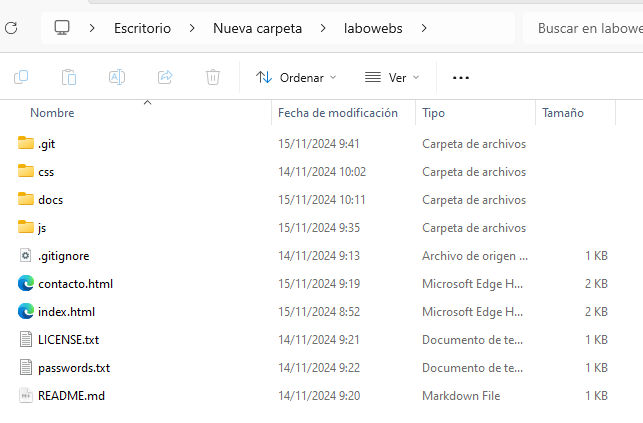 Escritorio > Nueva carpeta > labowebs >
Buscar en labowe
Ordenar
Ver
Nombre Fecha de modificación Tipo Tamaño
.git 15/11/2024 9:41 Carpeta de archivos
css 14/11/2024 10:02 Carpeta de archivos
docs 15/11/2024 10:11 Carpeta de archivos
js 15/11/2024 9:35 Carpeta de archivos
.gitignore 14/11/2024 9:13 Archivo de origen ... 1 KB
contacto.html 15/11/2024 9:19 Microsoft Edge H... 2 KB
index.html 15/11/2024 8:52 Microsoft Edge H... 2 KB
LICENSE.txt 14/11/2024 9:21 Documento de te... 1 KB
passwords.txt 14/11/2024 9:22 Documento de te... 1 KB
README.md 14/11/2024 9:20 Markdown File 1 KB